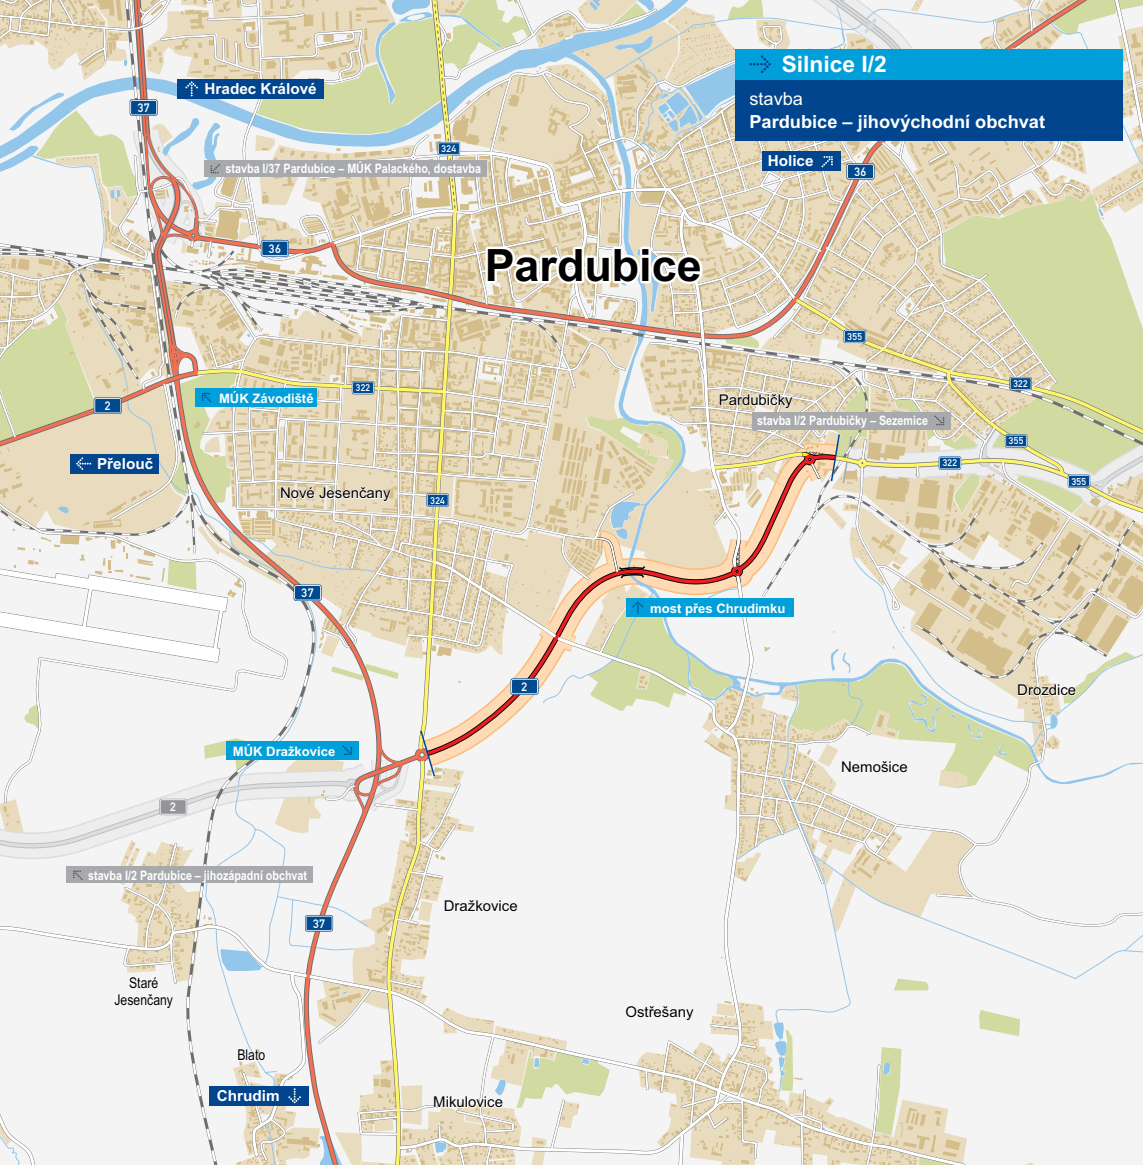 Silnice I/2
stavba
Pardubice – jihovýchodní obchvat
Hradec Králové
37
324
stavba I/37 Pardubice – MÚK Palackého, dostavba
Holice
36
36
Pardubice
355
322
322
MÚK Závodiště
2
Pardubičky
stavba I/2 Pardubičky – Sezemice
355
Přelouč
322
355
Nové Jesenčany
324
37
most přes Chrudimku
2
Drozdice
MÚK Dražkovice
Nemošice
2
stavba I/2 Pardubice – jihozápadní obchvat
Dražkovice
37
Staré
Jesenčany
Ostřešany
Blato
Chrudim
Mikulovice